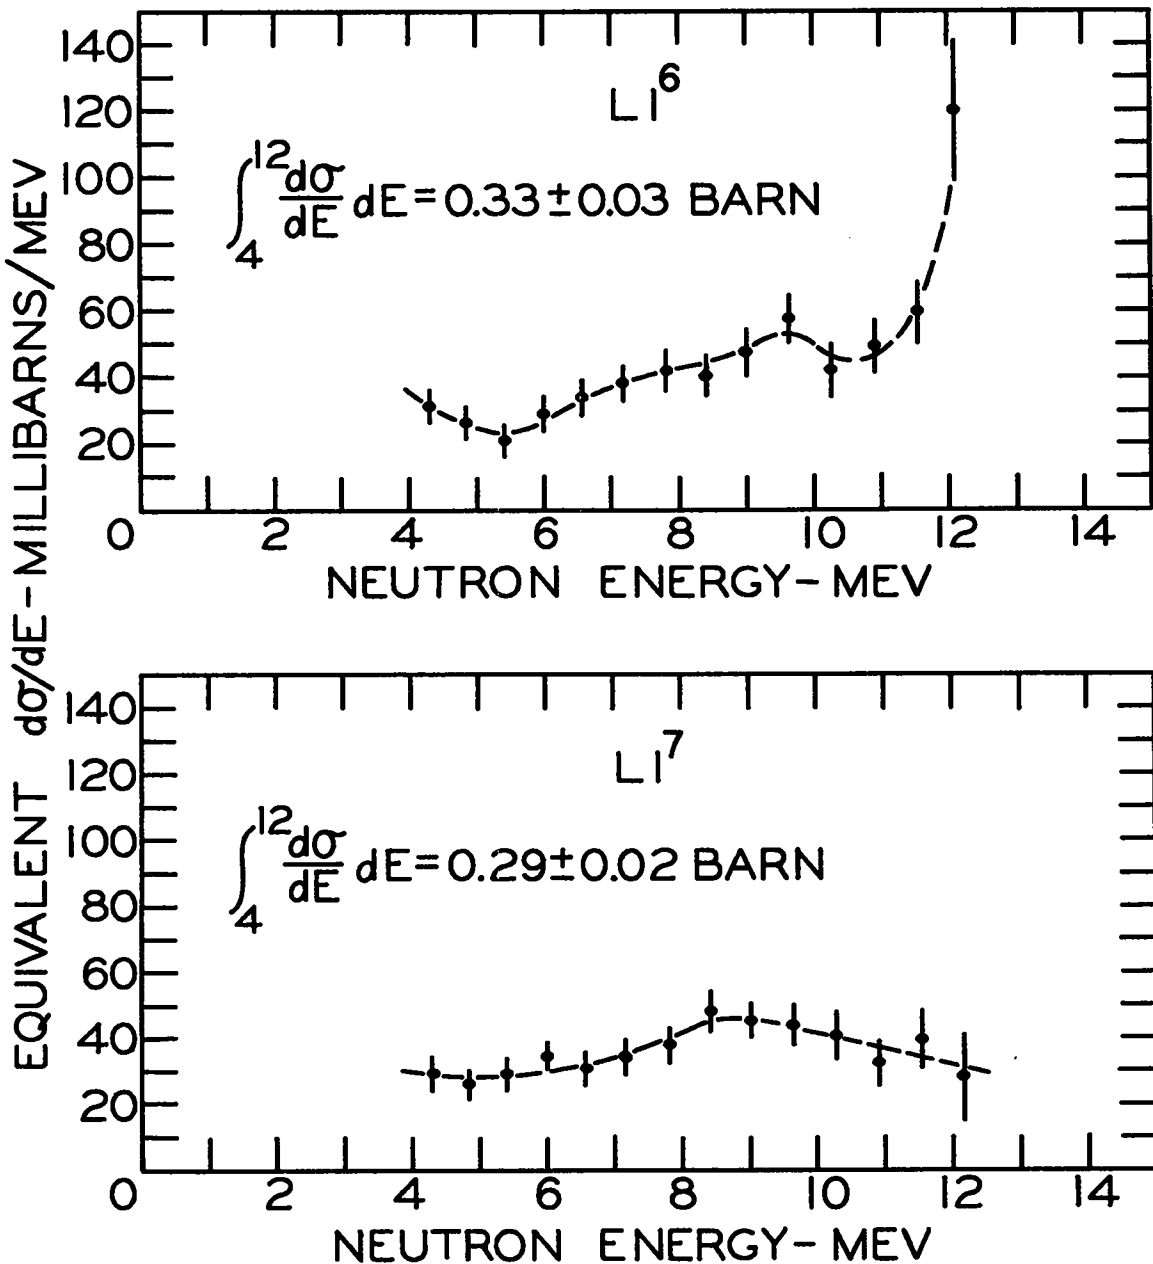 EQUIVALENT dσ/dE - MILLIBARNS/MEV
LI⁶
∫₄¹² dσ/dE dE = 0.33 ± 0.03 BARN
140
120
100
80
60
40
20
0 2 4 6 8 10 12 14
NEUTRON ENERGY - MEV
LI⁷
∫₄¹² dσ/dE dE = 0.29 ± 0.02 BARN
140
120
100
80
60
40
20
0 2 4 6 8 10 12 14
NEUTRON ENERGY - MEV